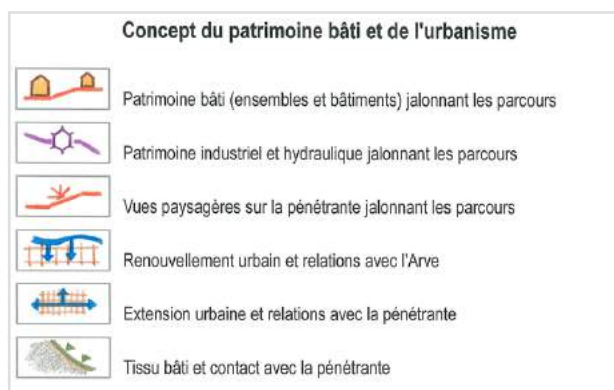 Concept du patrimoine bâti et de l'urbanisme
Patrimoine bâti (ensembles et bâtiments) jalonnant les parcours
Patrimoine industriel et hydraulique jalonnant les parcours
Vues paysagères sur la pénétrante jalonnant les parcours
Renouvellement urbain et relations avec l'Arve
Extension urbaine et relations avec la pénétrante
Tissu bâti et contact avec la pénétrante